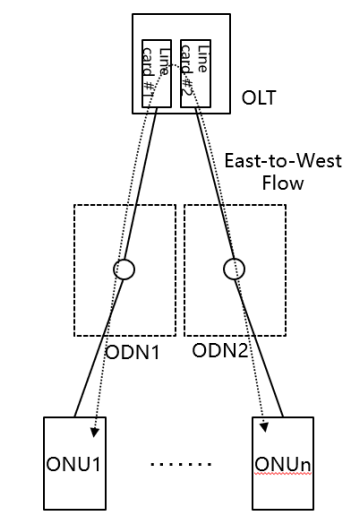 Line
card #1
Line
card #2
OLT
East-to-West
Flow
ODN1
ODN2
ONU1
.......
ONUn